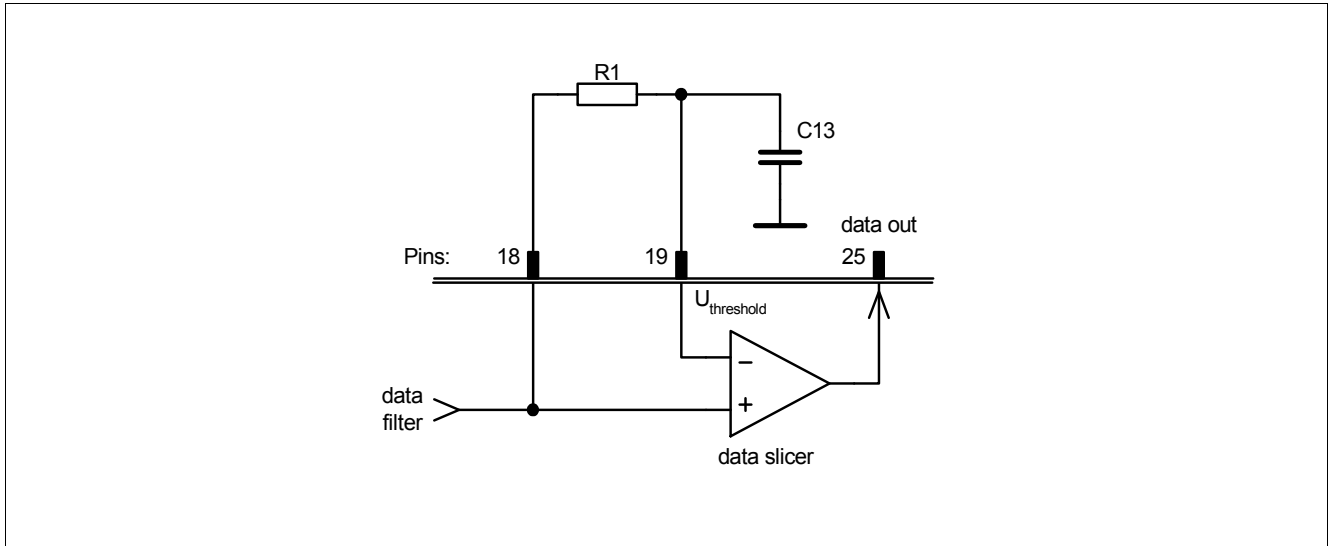 R1
C13
data out
Pins: 18 19 25
Uthreshold
−
+
data
filter
data slicer